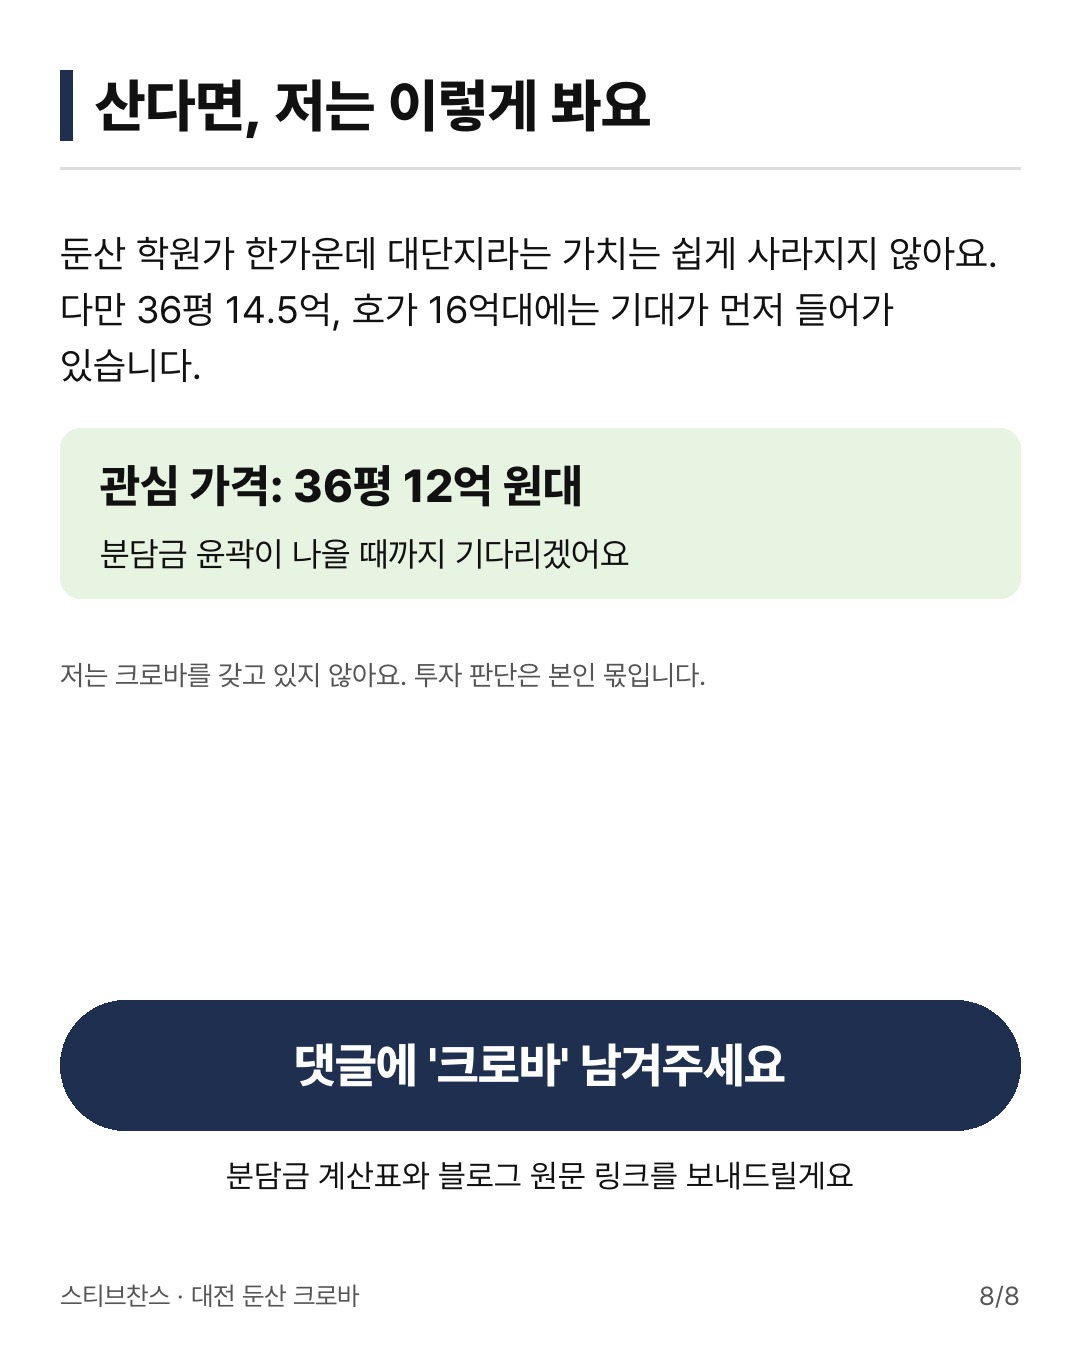 산다면, 저는 이렇게 봐요
둔산 학원가 한가운데 대단지라는 가치는 쉽게 사라지지 않아요.
다만 36평 14.5억, 호가 16억대에는 기대가 먼저 들어가
있습니다.
관심 가격: 36평 12억 원대
분담금 윤곽이 나올 때까지 기다리겠어요
저는 크로바를 갖고 있지 않아요. 투자 판단은 본인 몫입니다.
댓글에 '크로바' 남겨주세요
분담금 계산표와 블로그 원문 링크를 보내드릴게요
스티브찬스 · 대전 둔산 크로바
8/8